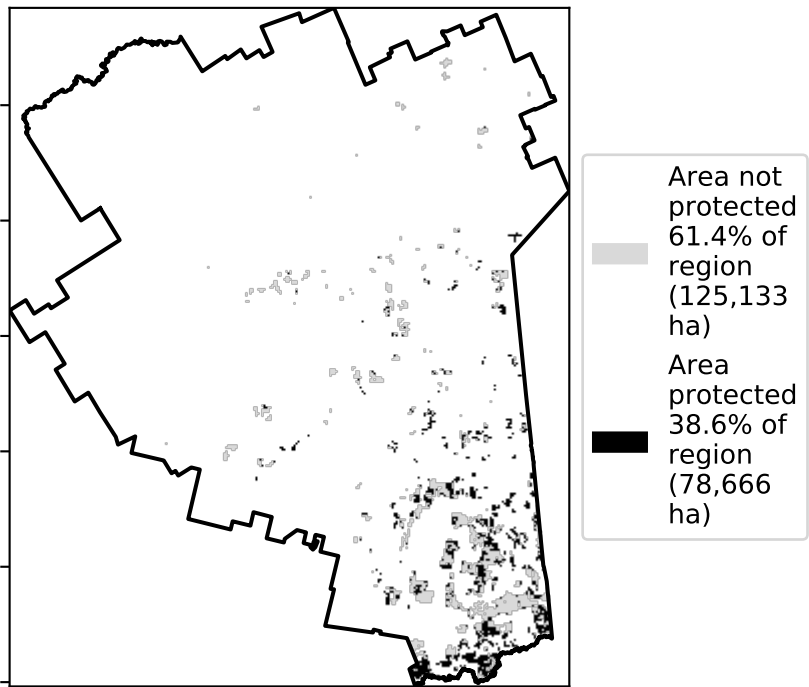 Area not
protected
61.4% of
region
(125,133
ha)
Area
protected
38.6% of
region
(78,666
ha)